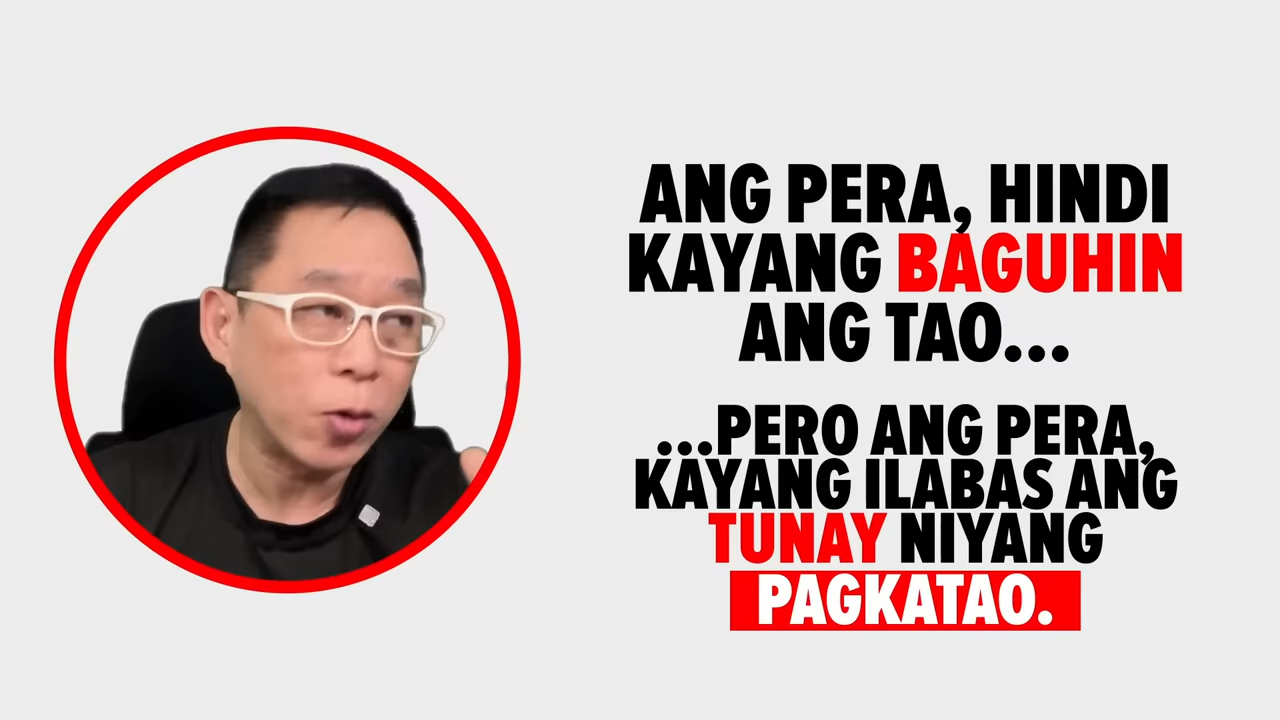 ANG PERA, HINDI
KAYANG BAGUHIN
ANG TAO...
...PERO ANG PERA,
KAYANG ILABAS ANG
TUNAY NIYANG
PAGKATAO.